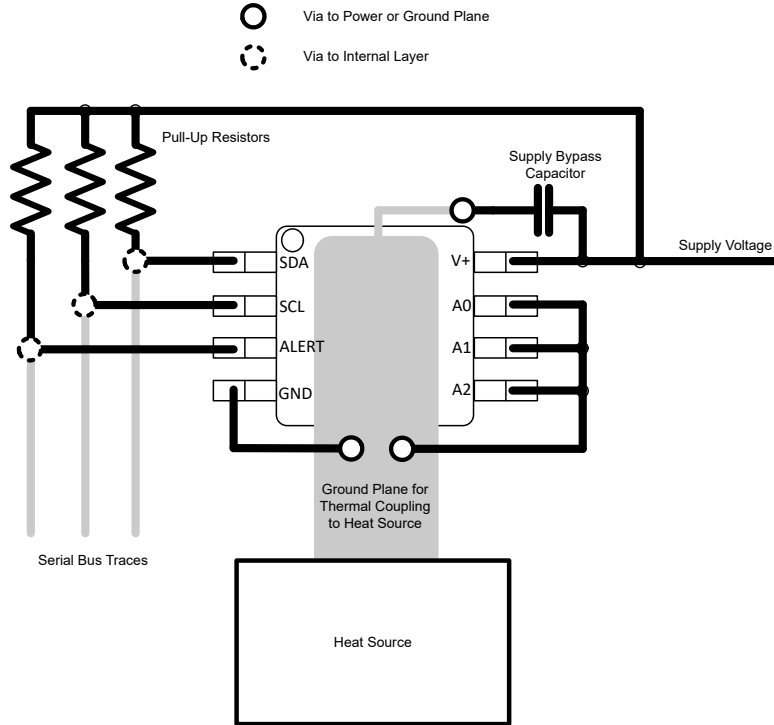 Via to Power or Ground Plane
Via to Internal Layer
Pull-Up Resistors
Supply Bypass
Capacitor
Supply Voltage
SDA
SCL
ALERT
GND
V+
A0
A1
A2
Ground Plane for
Thermal Coupling
to Heat Source
Serial Bus Traces
Heat Source